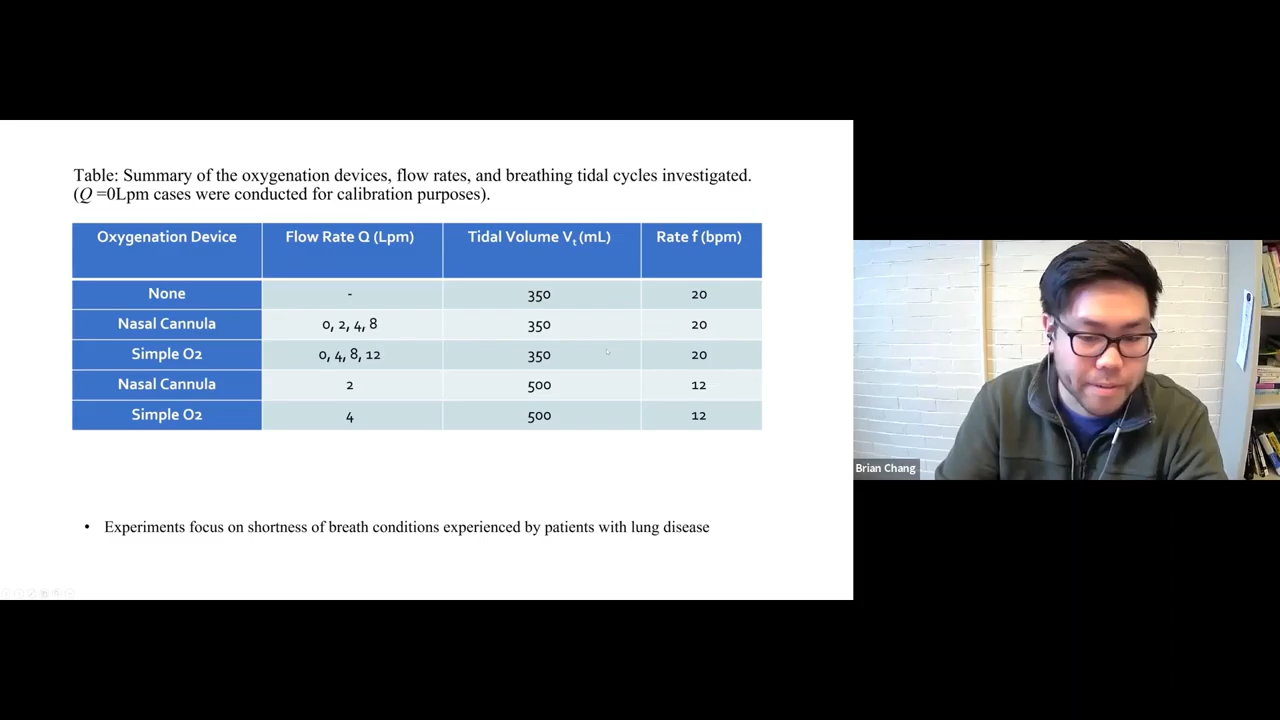 Table: Summary of the oxygenation devices, flow rates, and breathing tidal cycles investigated.
(Q =0Lpm cases were conducted for calibration purposes).
Oxygenation Device Flow Rate Q (Lpm) Tidal Volume Vt (mL) Rate f (bpm)
None - 350 20
Nasal Cannula 0, 2, 4, 8 350 20
Simple O2 0, 4, 8, 12 350 20
Nasal Cannula 2 500 12
Simple O2 4 500 12
• Experiments focus on shortness of breath conditions experienced by patients with lung disease
Brian Chang